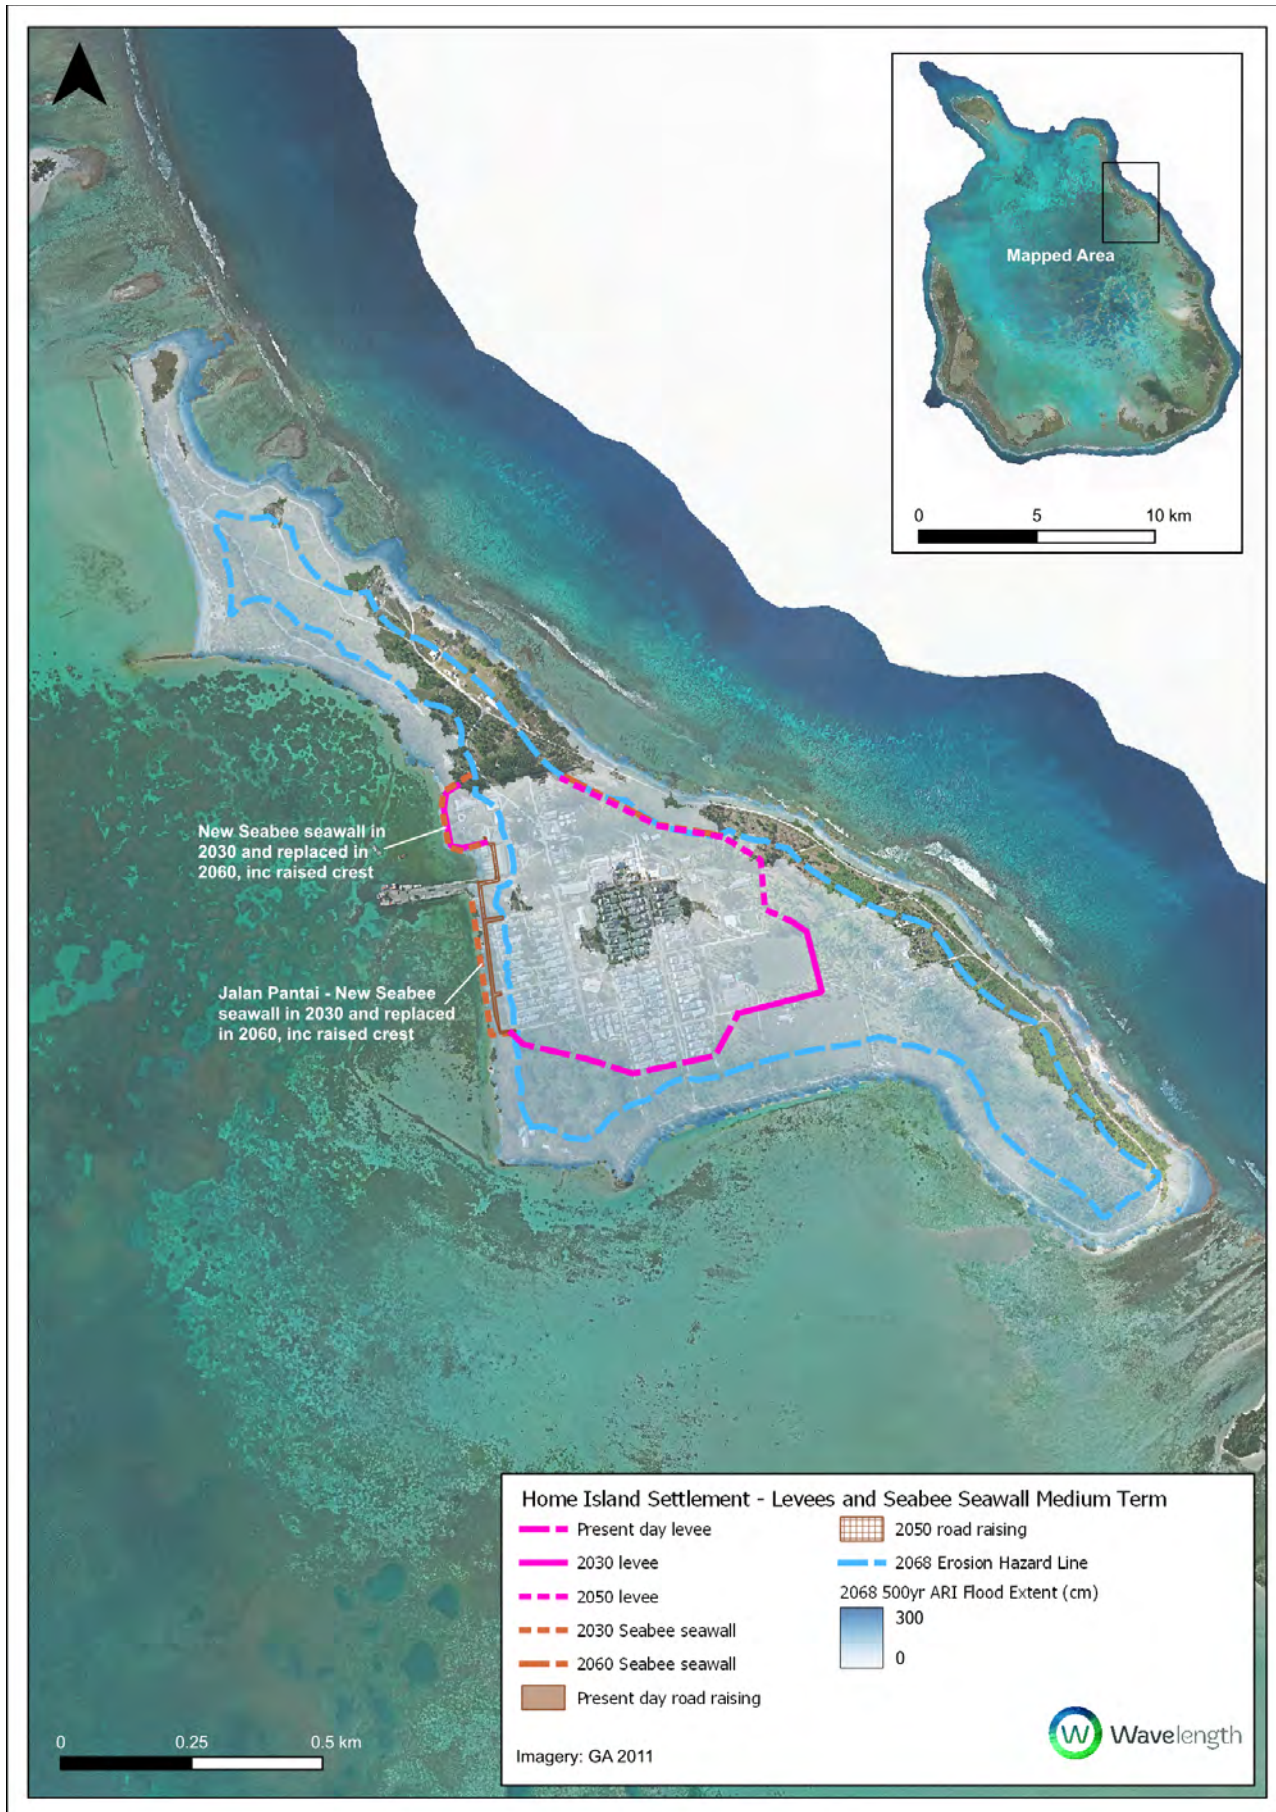 Mapped Area
0 5 10 km
New Seabee seawall in
2030 and replaced in
2060, inc raised crest
Jalan Pantai - New Seabee
seawall in 2030 and replaced
in 2060, inc raised crest
Home Island Settlement - Levees and Seabee Seawall Medium Term
Present day levee
2030 levee
2050 levee
2030 Seabee seawall
2060 Seabee seawall
Present day road raising
2050 road raising
2068 Erosion Hazard Line
2068 500yr ARI Flood Extent (cm)
300
0
Imagery: GA 2011
W Wavelength
0 0.25 0.5 km